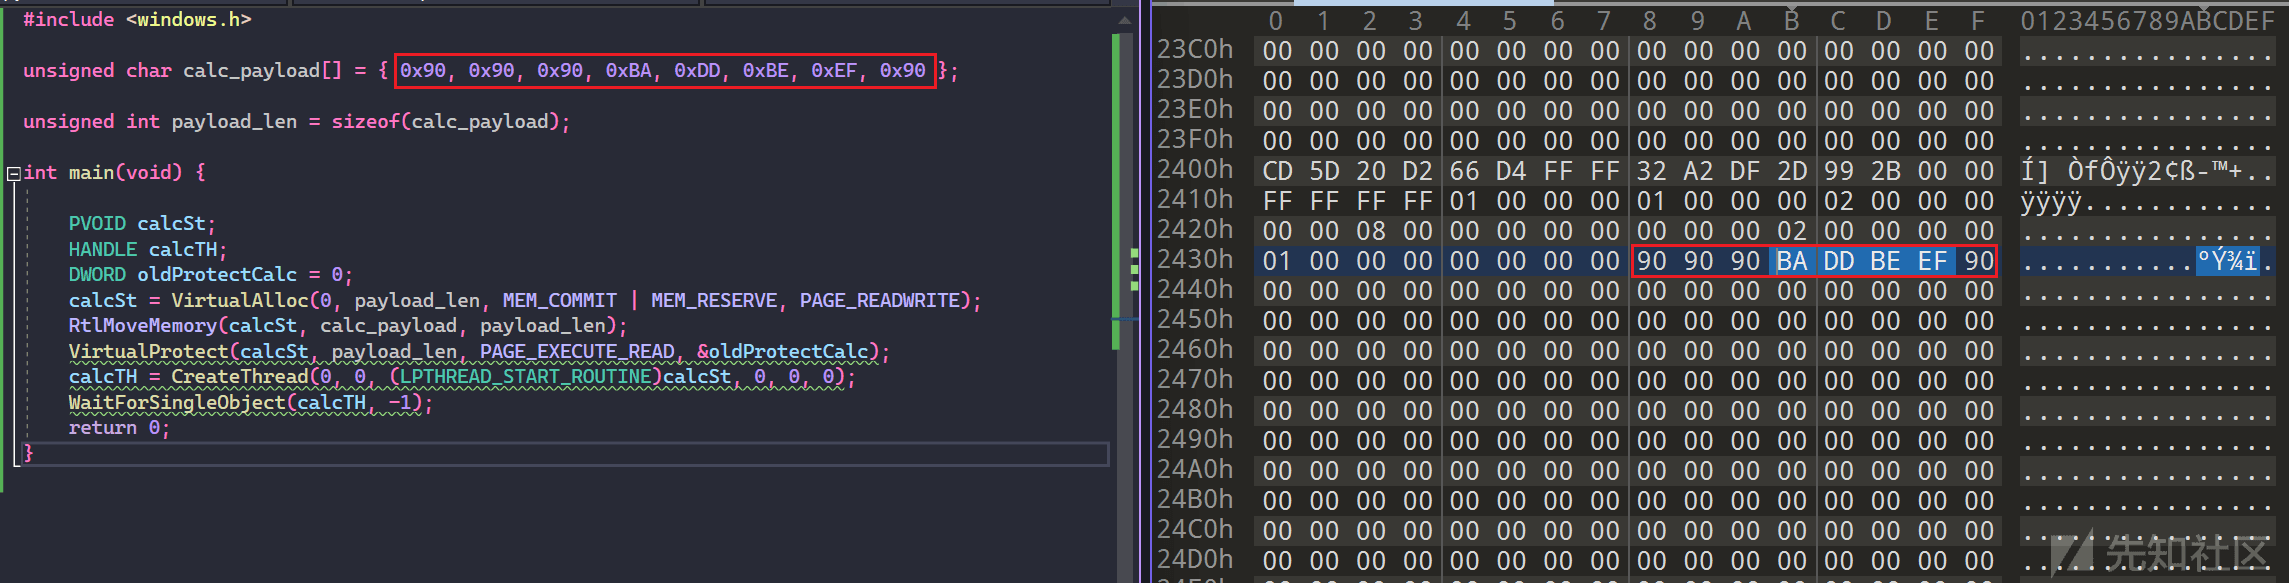 #include <windows.h>
unsigned char calc_payload[] = { 0x90, 0x90, 0x90, 0xBA, 0xDD, 0xBE, 0xEF, 0x90 };
unsigned int payload_len = sizeof(calc_payload);
int main(void) {
PVOID calcSt;
HANDLE calcTH;
DWORD oldProtectCalc = 0;
calcSt = VirtualAlloc(0, payload_len, MEM_COMMIT | MEM_RESERVE, PAGE_READWRITE);
RtlMoveMemory(calcSt, calc_payload, payload_len);
VirtualProtect(calcSt, payload_len, PAGE_EXECUTE_READ, &oldProtectCalc);
calcTH = CreateThread(0, 0, (LPTHREAD_START_ROUTINE)calcSt, 0, 0, 0);
WaitForSingleObject(calcTH, -1);
return 0;
}
0 1 2 3 4 5 6 7 8 9 A B C D E F 0123456789ABCDEF
23C0h 00 00 00 00 00 00 00 00 00 00 00 00 00 00 00 00 ................
23D0h 00 00 00 00 00 00 00 00 00 00 00 00 00 00 00 00 ................
23E0h 00 00 00 00 00 00 00 00 00 00 00 00 00 00 00 00 ................
23F0h 00 00 00 00 00 00 00 00 00 00 00 00 00 00 00 00 ................
2400h CD 5D 20 D2 66 D4 FF FF 32 A2 DF 2D 99 2B 00 00 Í] ÒfÔÿÿ2¢ß-™+..
2410h FF FF FF FF 01 00 00 00 01 00 00 00 02 00 00 00 ÿÿÿÿ............
2420h 00 00 08 00 00 00 00 00 00 00 00 02 00 00 00 00 ................
2430h 01 00 00 00 00 00 00 00 90 90 90 BA DD BE EF 90 ...........ºÝ¾ï.
2440h 00 00 00 00 00 00 00 00 00 00 00 00 00 00 00 00 ................
2450h 00 00 00 00 00 00 00 00 00 00 00 00 00 00 00 00 ................
2460h 00 00 00 00 00 00 00 00 00 00 00 00 00 00 00 00 ................
2470h 00 00 00 00 00 00 00 00 00 00 00 00 00 00 00 00 ................
2480h 00 00 00 00 00 00 00 00 00 00 00 00 00 00 00 00 ................
2490h 00 00 00 00 00 00 00 00 00 00 00 00 00 00 00 00 ................
24A0h 00 00 00 00 00 00 00 00 00 00 00 00 00 00 00 00 ................
24B0h 00 00 00 00 00 00 00 00 00 00 00 00 00 00 00 00 ................
24C0h 00 00 00 00 00 00 00 00 00 00 00 00 00 00 00 00 ................
24D0h 00 00 00 00 00 00 00 00 00 00 00 00 00 00 00 00 ................
先知社区